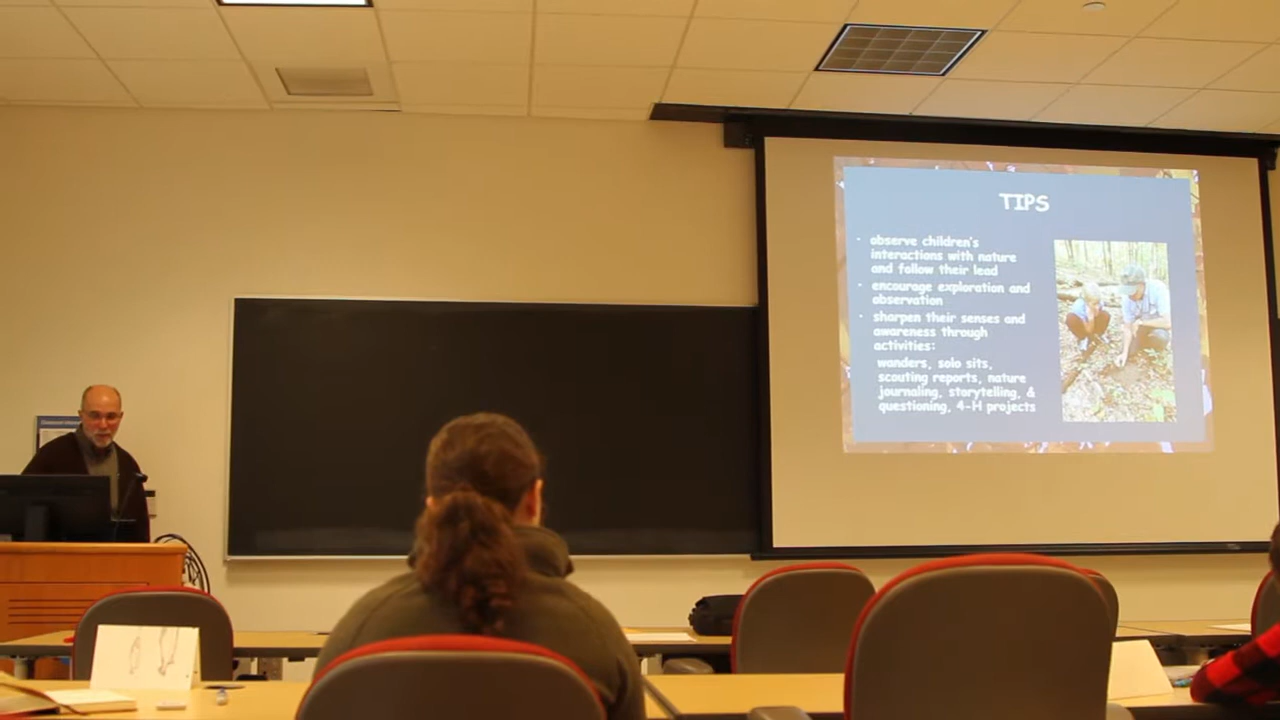 TIPS
· observe children's
interactions with nature
and follow their lead
· encourage exploration and
observation
· sharpen their senses and
awareness through
activities:
wanders, solo sits,
scouting reports, nature
journaling, storytelling, &
questioning, 4-H projects